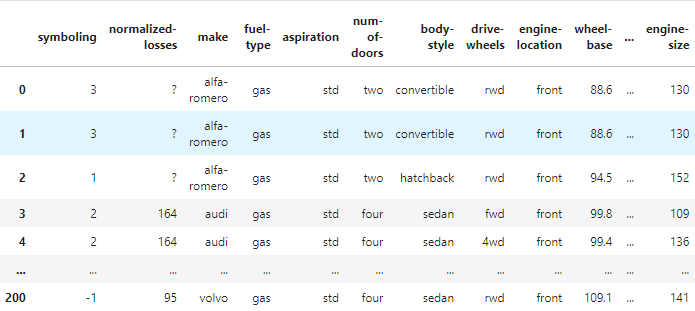 symboling normalized-losses make fuel-type aspiration num-of-doors body-style drive-wheels engine-location wheel-base ... engine-size
0 3 ? alfa-romero gas std two convertible rwd front 88.6 ... 130
1 3 ? alfa-romero gas std two convertible rwd front 88.6 ... 130
2 1 ? alfa-romero gas std two hatchback rwd front 94.5 ... 152
3 2 164 audi gas std four sedan fwd front 99.8 ... 109
4 2 164 audi gas std four sedan 4wd front 99.4 ... 136
... ... ... ... ... ... ... ... ... ... ... ... ...
200 -1 95 volvo gas std four sedan rwd front 109.1 ... 141